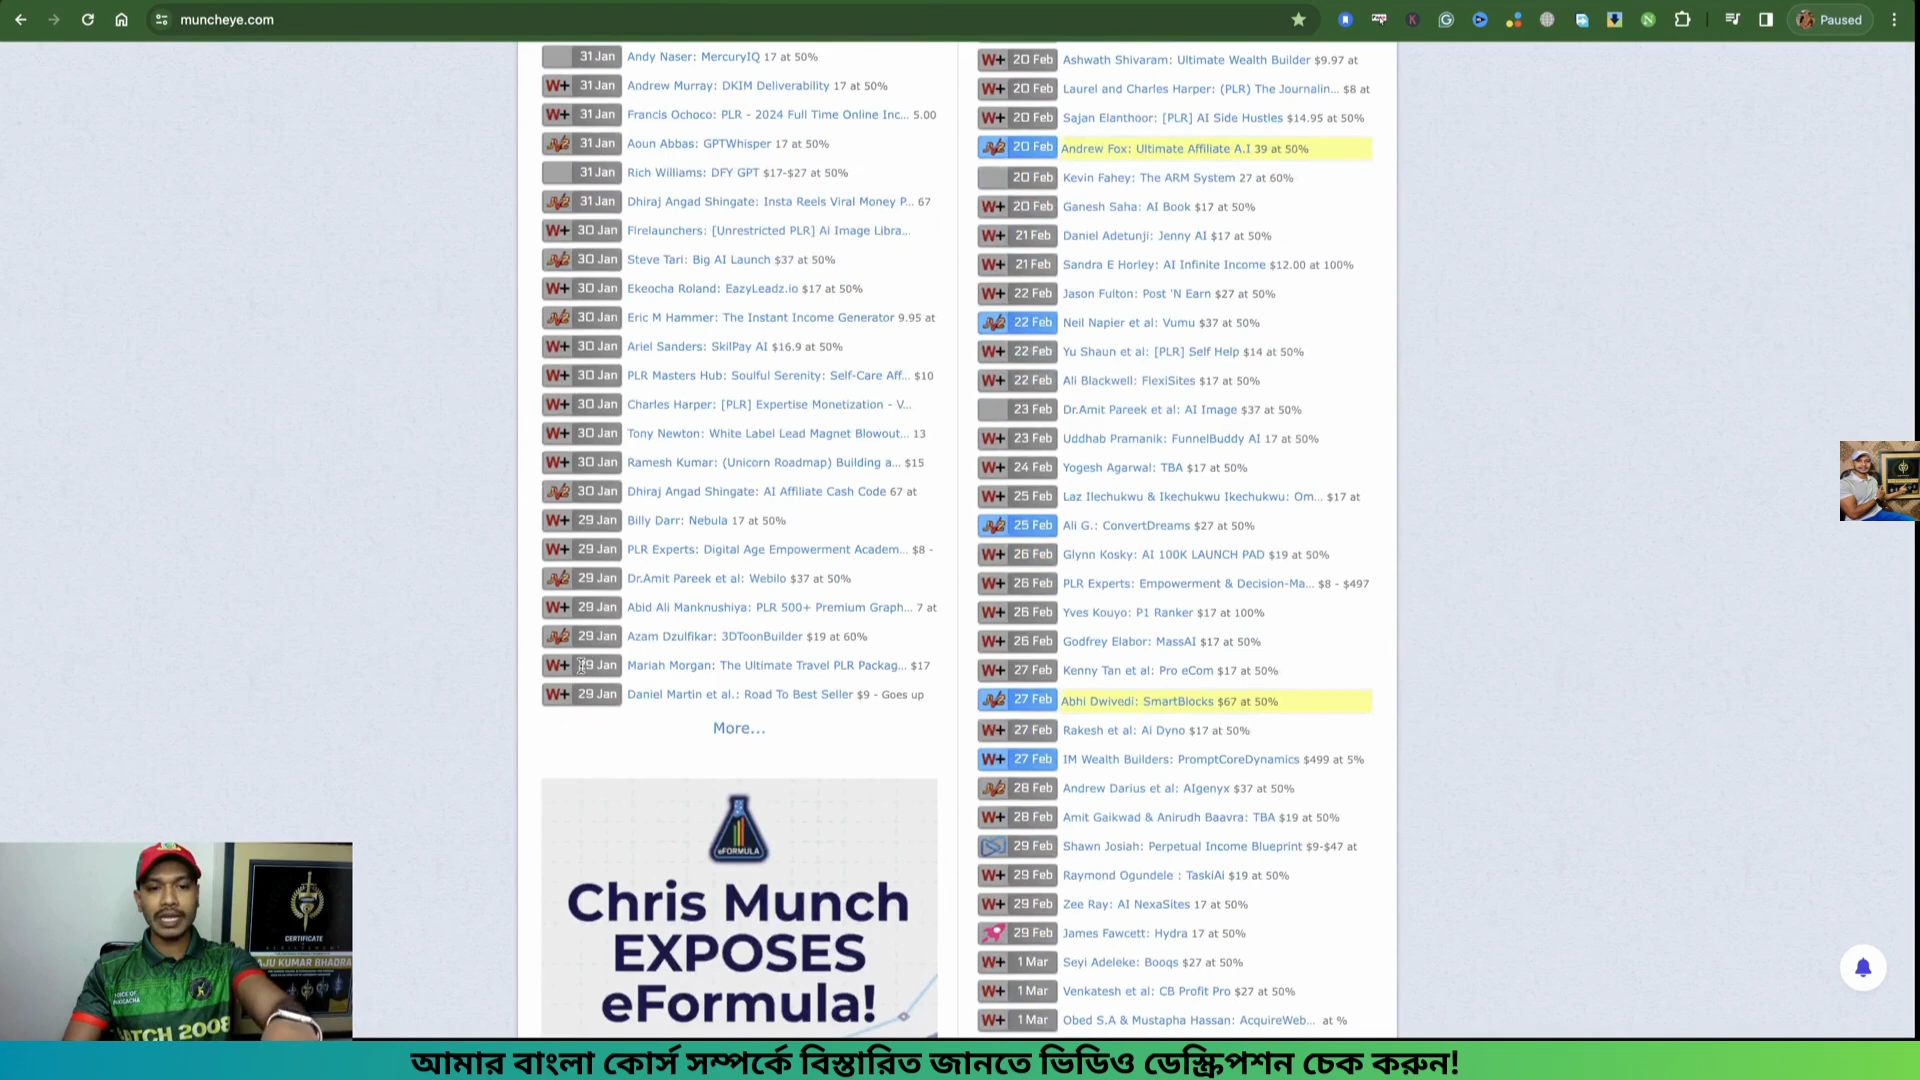 muncheye.com
Paused
31 Jan Andy Naser: MercuryIQ 17 at 50%
W+ 31 Jan Andrew Murray: DKIM Deliverability 17 at 50%
W+ 31 Jan Francis Ochoco: PLR - 2024 Full Time Online Inc... 5.00
31 Jan Aoun Abbas: GPTWhisper 17 at 50%
31 Jan Rich Williams: DFY GPT $17-$27 at 50%
31 Jan Dhiraj Angad Shingate: Insta Reels Viral Money P... 67
W+ 30 Jan Firelaunchers: [Unrestricted PLR] AI Image Libra...
30 Jan Steve Tari: Big AI Launch $37 at 50%
W+ 30 Jan Ekeocha Roland: EazyLeadz.io $17 at 50%
30 Jan Eric M Hammer: The Instant Income Generator 9.95 at
W+ 30 Jan Ariel Sanders: SkilPay AI $16.9 at 50%
W+ 30 Jan PLR Masters Hub: Soulful Serenity: Self-Care Aff... $10
W+ 30 Jan Charles Harper: [PLR] Expertise Monetization - V...
W+ 30 Jan Tony Newton: White Label Lead Magnet Blowout... 13
W+ 30 Jan Ramesh Kumar: (Unicorn Roadmap) Building a... $15
30 Jan Dhiraj Angad Shingate: AI Affiliate Cash Code 67 at
W+ 29 Jan Billy Darr: Nebula 17 at 50%
W+ 29 Jan PLR Experts: Digital Age Empowerment Academ... $8 -
29 Jan Dr.Amit Pareek et al: Webilo $37 at 50%
W+ 29 Jan Abid Ali Manknushiya: PLR 500+ Premium Graph... 7 at
29 Jan Azam Dzulfikar: 3DToonBuilder $19 at 60%
W+ 29 Jan Mariah Morgan: The Ultimate Travel PLR Packag... $17
W+ 29 Jan Daniel Martin et al.: Road To Best Seller $9 - Goes up
More...
eFORMULA
Chris Munch
EXPOSES
eFormula!
W+ 20 Feb Ashwath Shivaram: Ultimate Wealth Builder $9.97 at
W+ 20 Feb Laurel and Charles Harper: (PLR) The Journalin... $8 at
W+ 20 Feb Sajan Elanthoor: [PLR] AI Side Hustles $14.95 at 50%
20 Feb Andrew Fox: Ultimate Affiliate A.I 39 at 50%
20 Feb Kevin Fahey: The ARM System 27 at 60%
W+ 20 Feb Ganesh Saha: AI Book $17 at 50%
W+ 21 Feb Daniel Adetunji: Jenny AI $17 at 50%
W+ 21 Feb Sandra E Horley: AI Infinite Income $12.00 at 100%
W+ 22 Feb Jason Fulton: Post 'N Earn $27 at 50%
22 Feb Neil Napier et al: Vumu $37 at 50%
W+ 22 Feb Yu Shaun et al: [PLR] Self Help $14 at 50%
W+ 22 Feb Ali Blackwell: FlexiSites $17 at 50%
23 Feb Dr.Amit Pareek et al: AI Image $37 at 50%
W+ 23 Feb Uddhab Pramanik: FunnelBuddy AI 17 at 50%
W+ 24 Feb Yogesh Agarwal: TBA $17 at 50%
W+ 25 Feb Laz Ilechukwu & Ikechukwu Ikechukwu: Om... $17 at
25 Feb Ali G.: ConvertDreams $27 at 50%
W+ 26 Feb Glynn Kosky: AI 100K LAUNCH PAD $19 at 50%
W+ 26 Feb PLR Experts: Empowerment & Decision-Ma... $8 - $497
W+ 26 Feb Yves Kouyo: P1 Ranker $17 at 100%
W+ 26 Feb Godfrey Elabor: MassAI $17 at 50%
W+ 27 Feb Kenny Tan et al: Pro eCom $17 at 50%
27 Feb Abhi Dwivedi: SmartBlocks $67 at 50%
W+ 27 Feb Rakesh et al: Ai Dyno $17 at 50%
W+ 27 Feb IM Wealth Builders: PromptCoreDynamics $499 at 5%
28 Feb Andrew Darius et al: AIgenyx $37 at 50%
W+ 28 Feb Amit Gaikwad & Anirudh Baavra: TBA $19 at 50%
29 Feb Shawn Josiah: Perpetual Income Blueprint $9-$47 at
W+ 29 Feb Raymond Ogundele : TaskiAi $19 at 50%
W+ 29 Feb Zee Ray: AI NexaSites 17 at 50%
29 Feb James Fawcett: Hydra 17 at 50%
W+ 1 Mar Seyi Adeleke: Booqs $27 at 50%
W+ 1 Mar Venkatesh et al: CB Profit Pro $27 at 50%
W+ 1 Mar Obed S.A & Mustapha Hassan: AcquireWeb... at %
CERTIFICATE
AJU KUMAR BHADRA
আমার বাংলা কোর্স সম্পর্কে বিস্তারিত জানতে ভিডিও ডেস্ক্রিপশন চেক করুন!